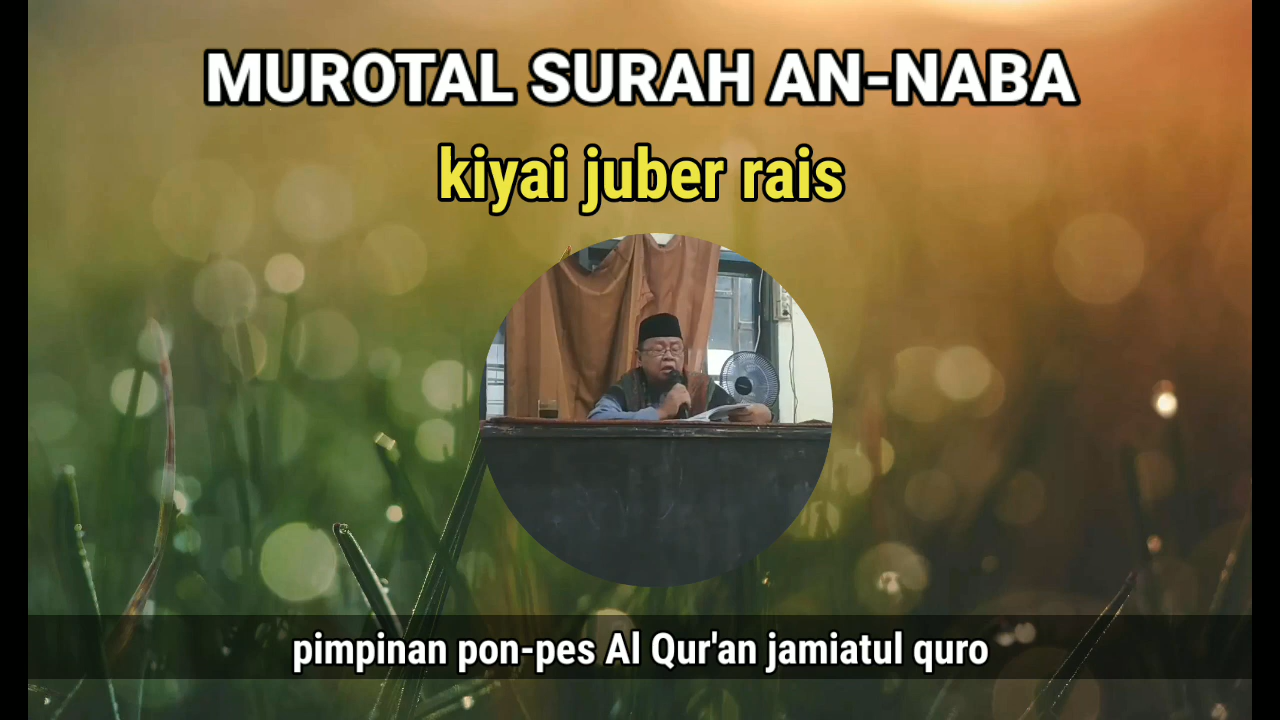 MUROTAL SURAH AN-NABA
kiyai juber rais
pimpinan pon-pes Al Qur'an jamiatul quro